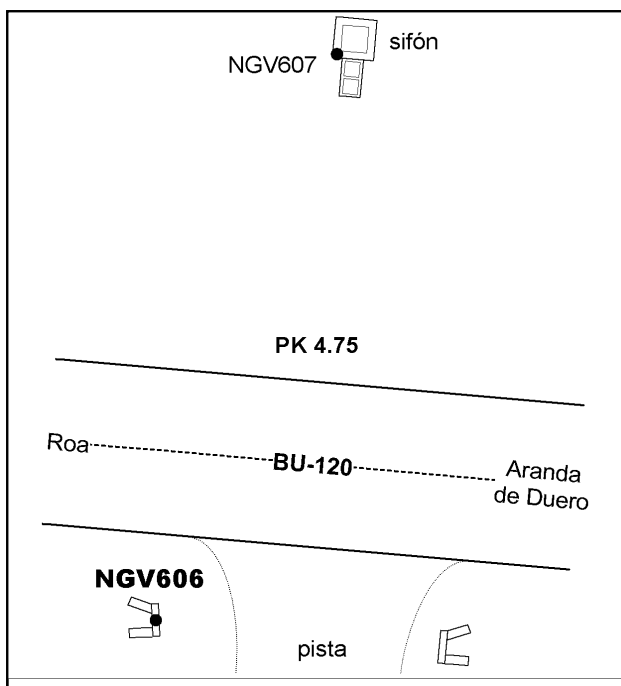 sifón
NGV607
PK 4.75
Roa
BU-120
Aranda
de Duero
NGV606
pista